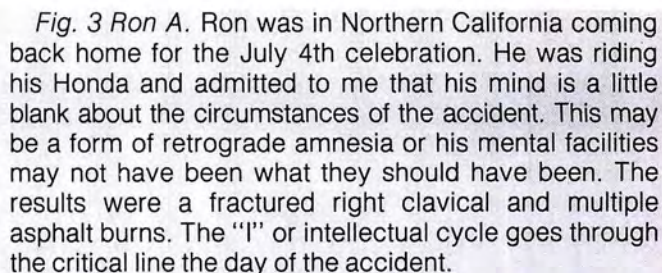 Fig. 3 Ron A. Ron was in Northern California coming
back home for the July 4th celebration. He was riding
his Honda and admitted to me that his mind is a little
blank about the circumstances of the accident. This may
be a form of retrograde amnesia or his mental facilities
may not have been what they should have been. The
results were a fractured right clavical and multiple
asphalt burns. The "I" or intellectual cycle goes through
the critical line the day of the accident.